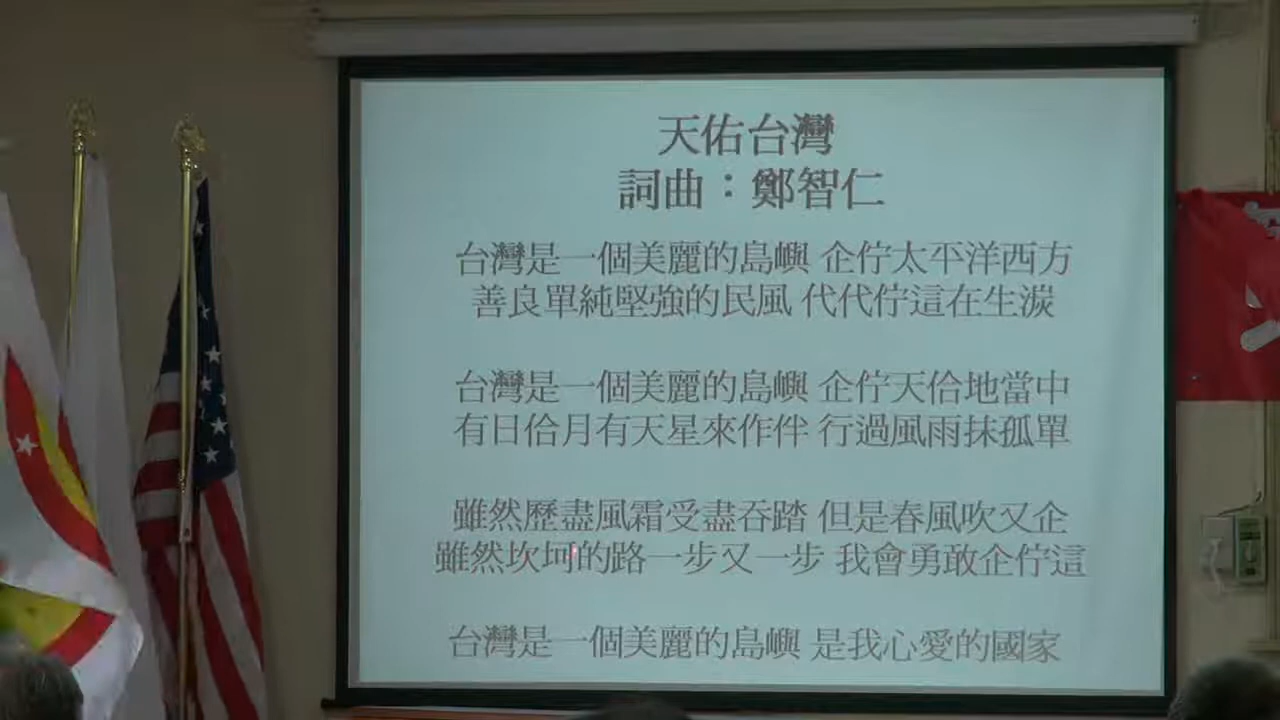 天佑台灣
詞曲：鄭智仁
台灣是一個美麗的島嶼 企佇太平洋西方
善良單純堅強的民風 代代佇這在生湠
台灣是一個美麗的島嶼 企佇天佮地當中
有日佮月有天星來作伴 行過風雨抹孤單
雖然歷盡風霜受盡吞踏 但是春風吹又企
雖然坎坷的路一步又一步 我會勇敢企佇這
台灣是一個美麗的島嶼 是我心愛的國家